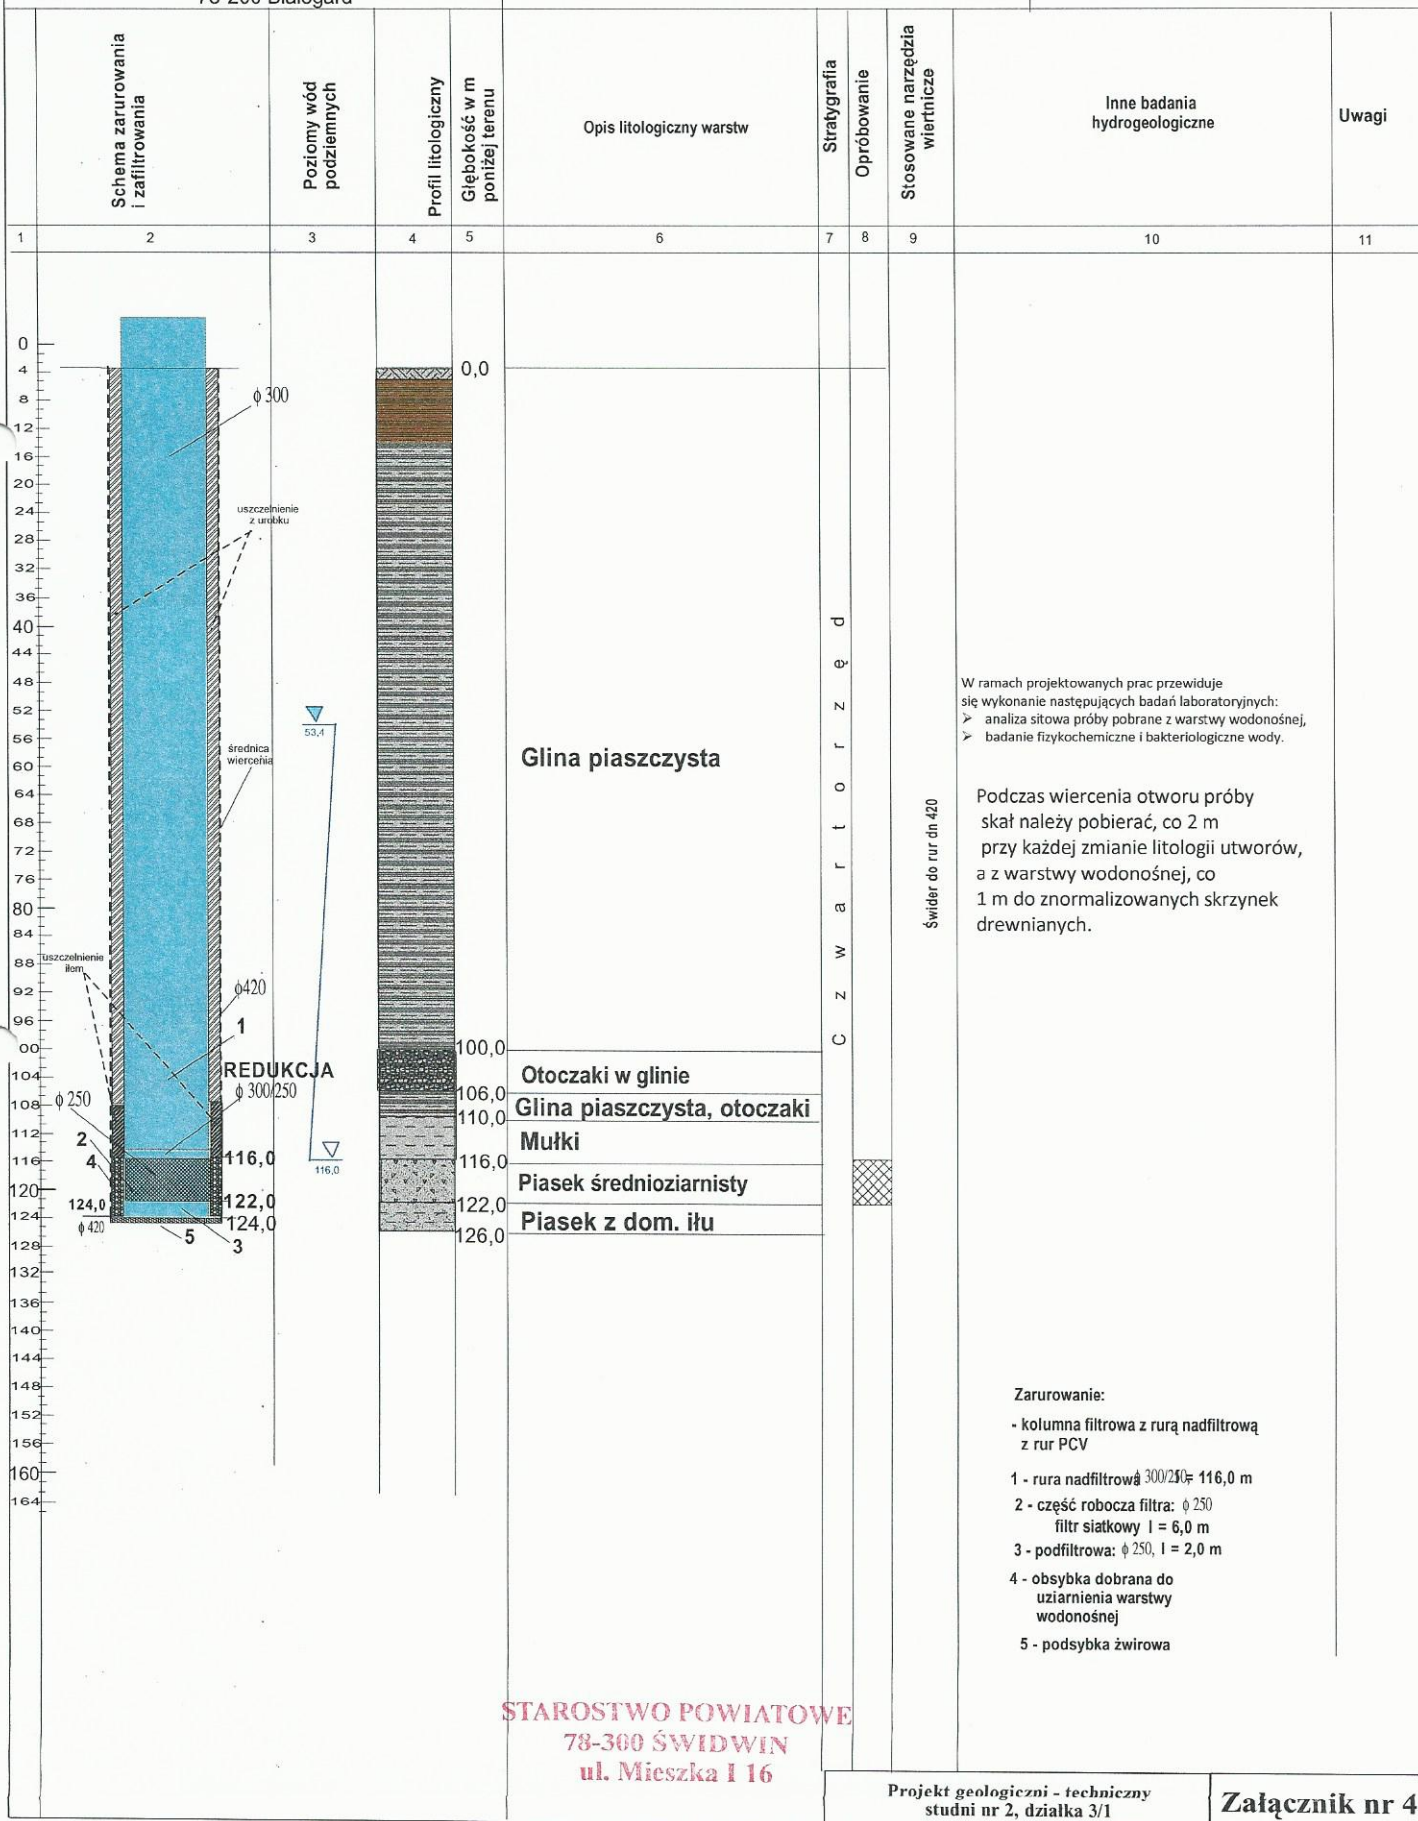 78-200 Białogard
Schema zarurowania
i zafiltrowania
Poziomy wód
podziemnych
Profil litologiczny
Głębokość w m
poniżej terenu
Opis litologiczny warstw
Stratygrafia
Opróbowanie
Stosowane narzędzia
wiertnicze
Inne badania
hydrogeologiczne
Uwagi
1 2 3 4 5 6 7 8 9 10 11
0
4
8
12
16
20
24
28
32
36
40
44
48
52
56
60
64
68
72
76
80
84
88
92
96
00
104
108
112
116
120
124
128
132
136
140
144
148
152
156
160
164
ϕ 300
uszczelnienie
z urobku
średnica
wiercenia
uszczelnienie
iłem
ϕ420
1
REDUKCJA
ϕ 300/250
ϕ 250
2
4
116,0
124,0
122,0
ϕ 420
124,0
5
3
53,4
116,0
0,0
100,0
106,0
110,0
116,0
122,0
126,0
Glina piaszczysta
Otoczaki w glinie
Glina piaszczysta, otoczaki
Mułki
Piasek średnioziarnisty
Piasek z dom. iłu
C z w a r t o r z ę d
Świder do rur dn 420
W ramach projektowanych prac przewiduje
się wykonanie następujących badań laboratoryjnych:
➢ analiza sitowa próby pobrane z warstwy wodonośnej,
➢ badanie fizykochemiczne i bakteriologiczne wody.
Podczas wiercenia otworu próby
skał należy pobierać, co 2 m
przy każdej zmianie litologii utworów,
a z warstwy wodonośnej, co
1 m do znormalizowanych skrzynek
drewnianych.
Zarurowanie:
- kolumna filtrowa z rurą nadfiltrową
z rur PCV
1 - rura nadfiltrowa ϕ 300/250, = 116,0 m
2 - część robocza filtra: ϕ 250
filtr siatkowy l = 6,0 m
3 - podfiltrowa: ϕ 250, l = 2,0 m
4 - obsybka dobrana do
uziarnienia warstwy
wodonośnej
5 - podsybka żwirowa
STAROSTWO POWIATOWE
78-300 ŚWIDWIN
ul. Mieszka I 16
Projekt geologiczni - techniczny
studni nr 2, działka 3/1
Załącznik nr 4